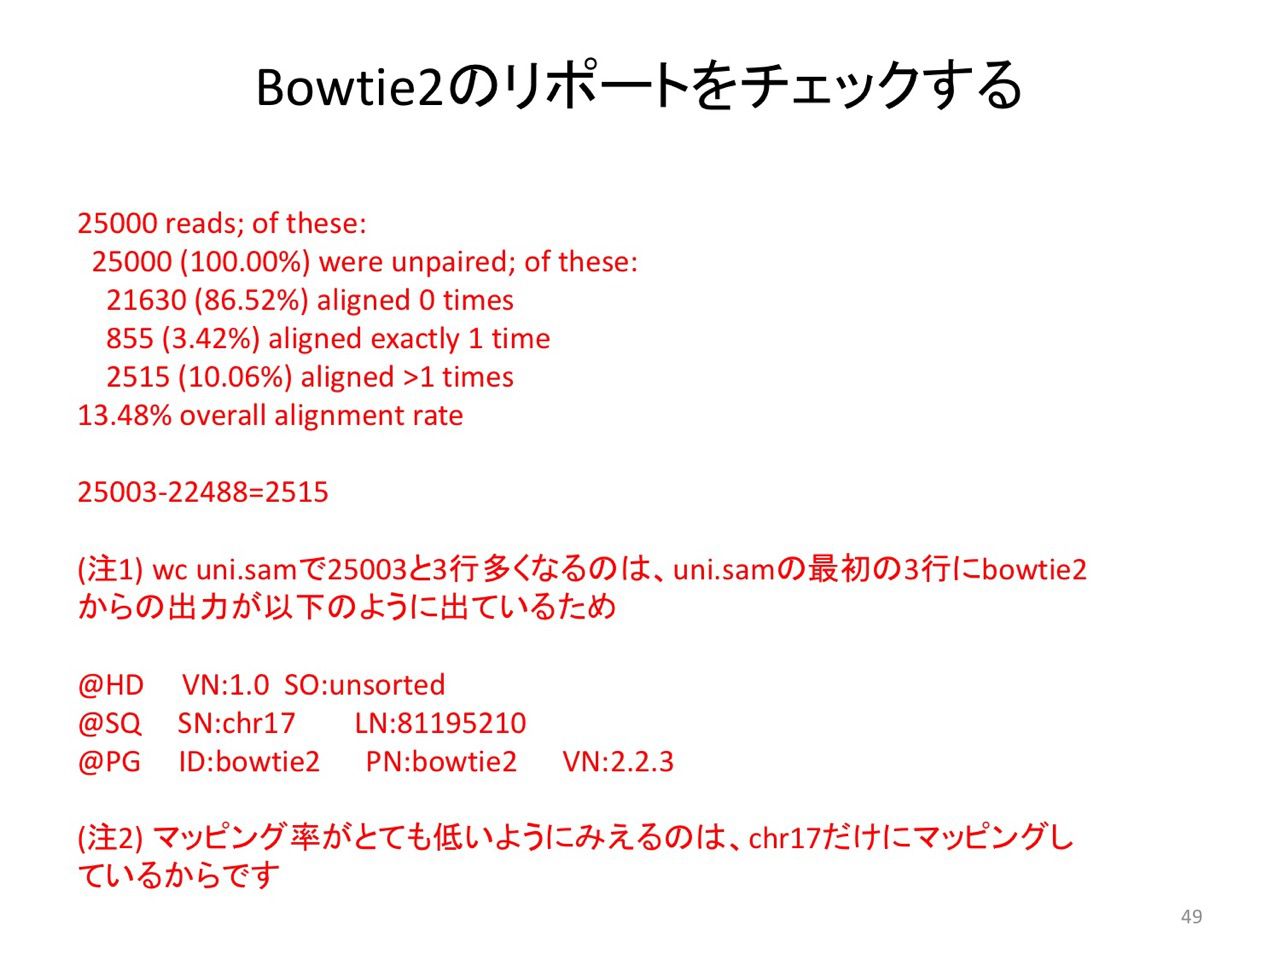 Bowtie2のリポートをチェックする
25000 reads; of these:
25000 (100.00%) were unpaired; of these:
21630 (86.52%) aligned 0 times
855 (3.42%) aligned exactly 1 time
2515 (10.06%) aligned >1 times
13.48% overall alignment rate
25003-22488=2515
(注1) wc uni.samで25003と3行多くなるのは、uni.samの最初の3行にbowtie2
からの出力が以下のように出ているため
@HD VN:1.0 SO:unsorted
@SQ SN:chr17 LN:81195210
@PG ID:bowtie2 PN:bowtie2 VN:2.2.3
(注2) マッピング率がとても低いようにみえるのは、chr17だけにマッピングし
ているからです
49